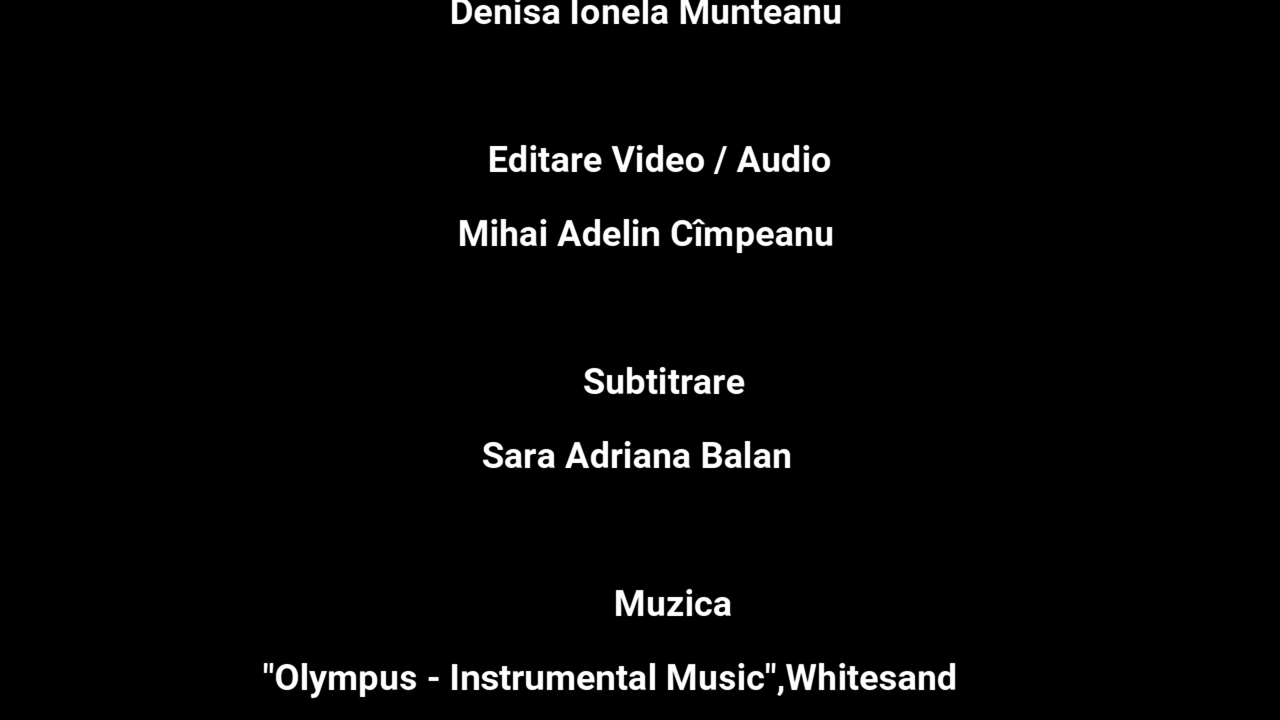 Denisa Ionela Munteanu
Editare Video / Audio
Mihai Adelin Cîmpeanu
Subtitrare
Sara Adriana Balan
Muzica
"Olympus - Instrumental Music",Whitesand